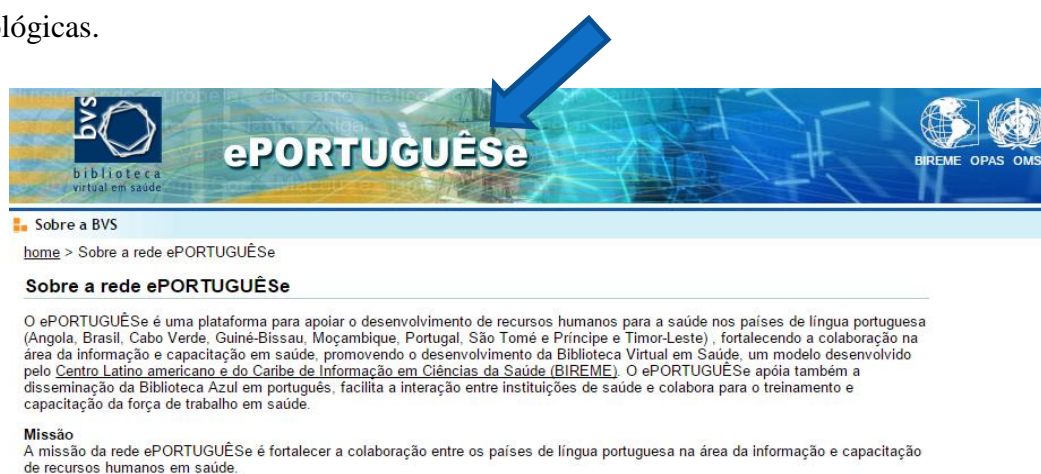 ológicas.
bvs
biblioteca
virtual em saúde
ePORTUGUÊSe
BIREME OPAS OMS
Sobre a BVS
home > Sobre a rede ePORTUGUÊSe
Sobre a rede ePORTUGUÊSe
O ePORTUGUÊSe é uma plataforma para apoiar o desenvolvimento de recursos humanos para a saúde nos países de língua portuguesa
(Angola, Brasil, Cabo Verde, Guiné-Bissau, Moçambique, Portugal, São Tomé e Príncipe e Timor-Leste) , fortalecendo a colaboração na
área da informação e capacitação em saúde, promovendo o desenvolvimento da Biblioteca Virtual em Saúde, um modelo desenvolvido
pelo Centro Latino americano e do Caribe de Informação em Ciências da Saúde (BIREME). O ePORTUGUÊSe apóia também a
disseminação da Biblioteca Azul em português, facilita a interação entre instituições de saúde e colabora para o treinamento e
capacitação da força de trabalho em saúde.
Missão
A missão da rede ePORTUGUÊSe é fortalecer a colaboração entre os países de língua portuguesa na área da informação e capacitação
de recursos humanos em saúde.